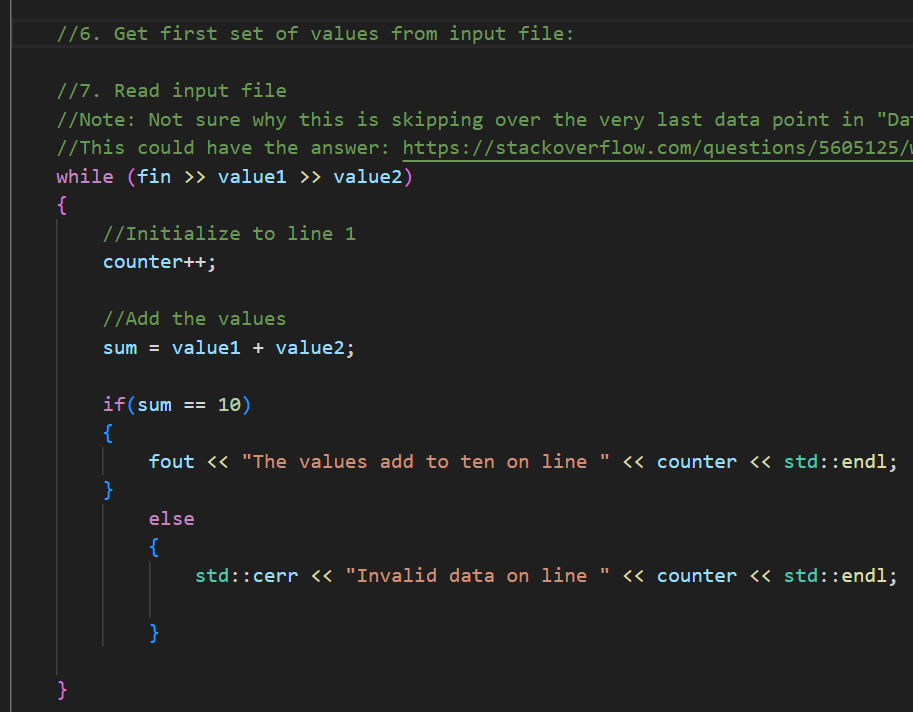 //6. Get first set of values from input file:
//7. Read input file
//Note: Not sure why this is skipping over the very last data point in
//This could have the answer: https://stackoverflow.com/questions/5605125/
while (fin >> value1 >> value2)
{
//Initialize to line 1
counter++;
//Add the values
sum = value1 + value2;
if(sum == 10)
{
fout << "The values add to ten on line " << counter << std::endl;
}
else
{
std::cerr << "Invalid data on line " << counter << std::endl;
}
}